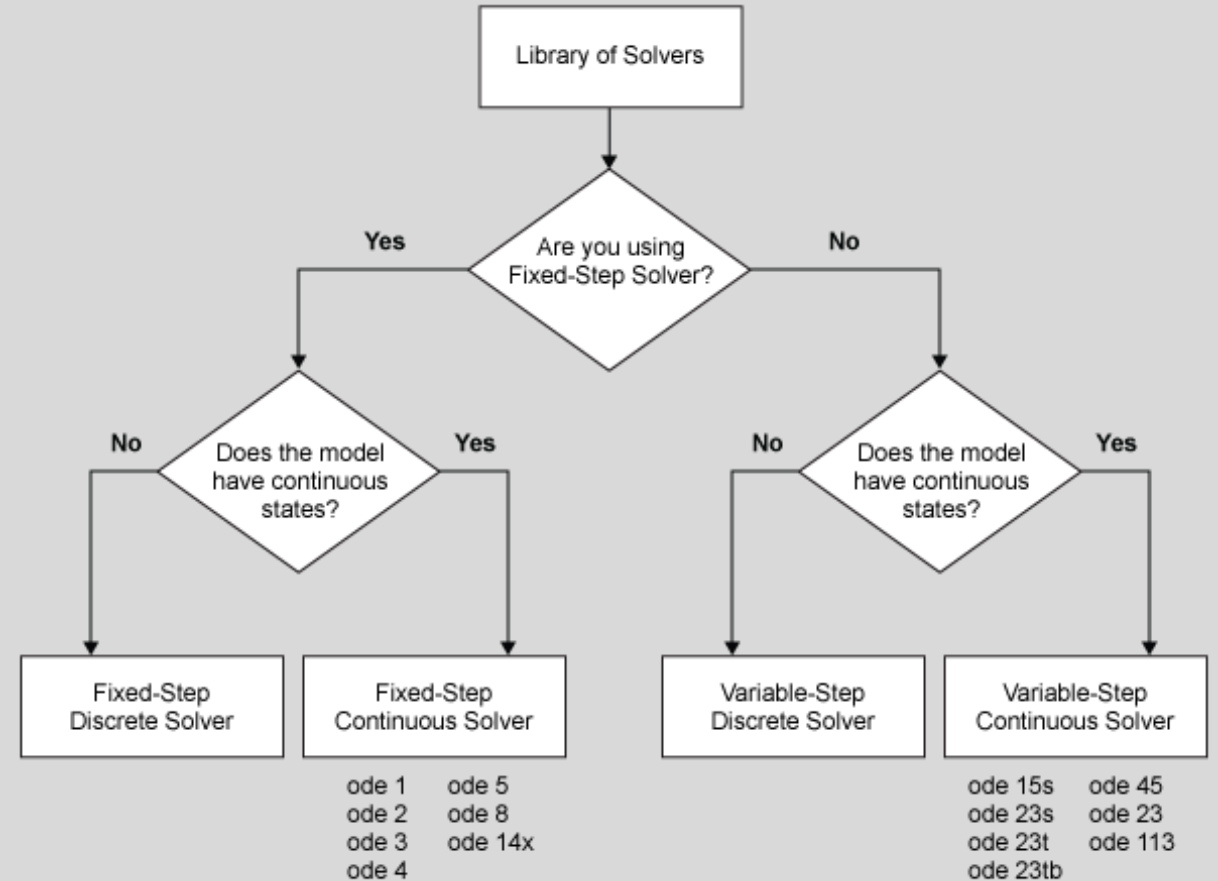 Library of Solvers
Are you using
Fixed-Step Solver?
Yes
No
Does the model
have continuous
states?
No
Yes
Does the model
have continuous
states?
No
Yes
Fixed-Step
Discrete Solver
Fixed-Step
Continuous Solver
ode 1 ode 5
ode 2 ode 8
ode 3 ode 14x
ode 4
Variable-Step
Discrete Solver
Variable-Step
Continuous Solver
ode 15s ode 45
ode 23s ode 23
ode 23t ode 113
ode 23tb